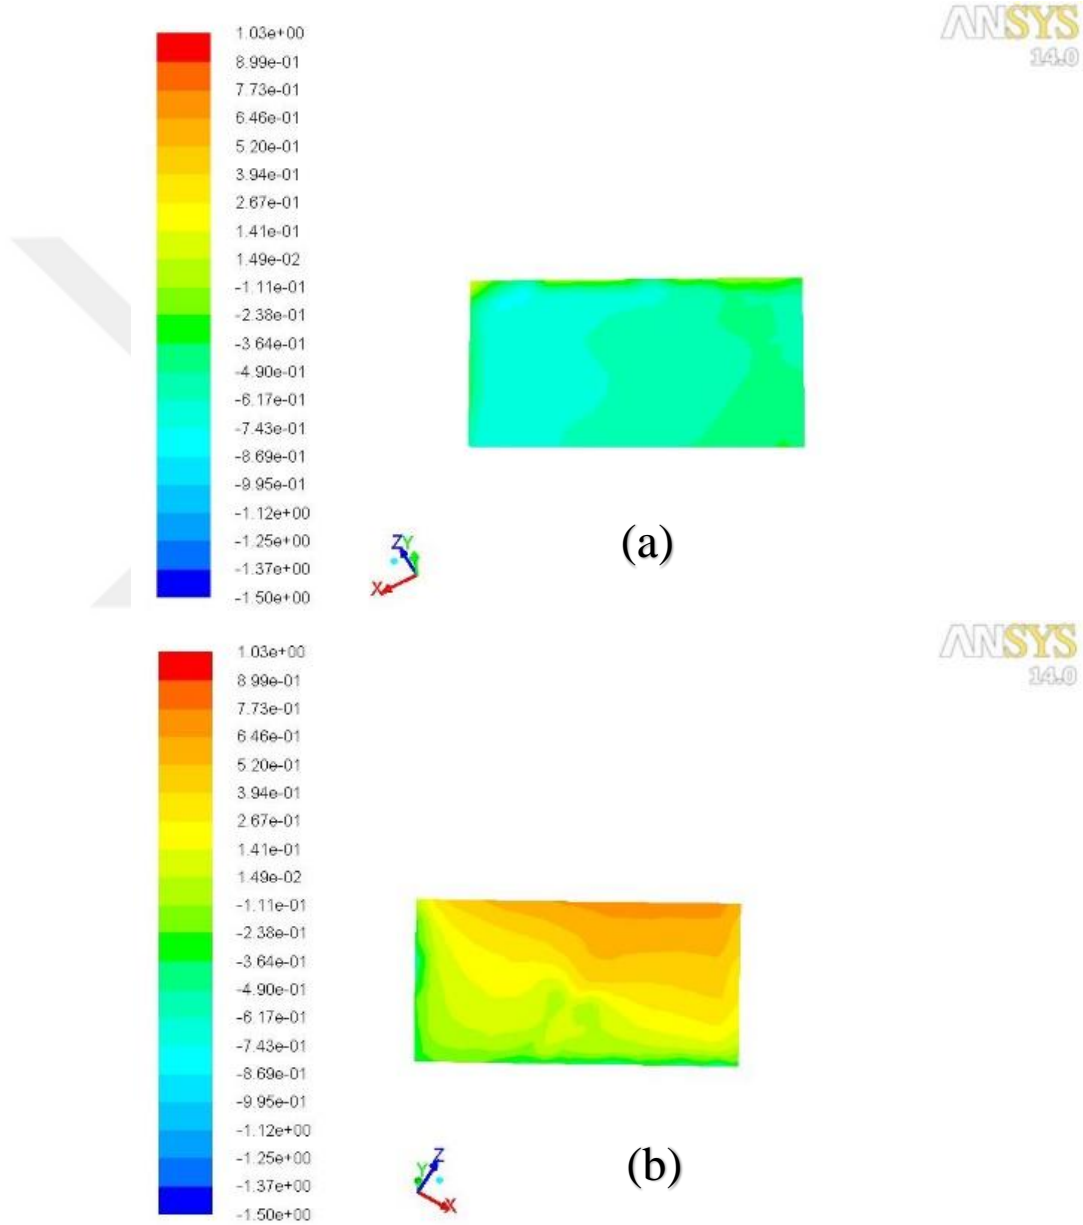 1.03e+00
8.99e-01
7.73e-01
6.46e-01
5.20e-01
3.94e-01
2.67e-01
1.41e-01
1.49e-02
-1.11e-01
-2.38e-01
-3.64e-01
-4.90e-01
-6.17e-01
-7.43e-01
-8.69e-01
-9.95e-01
-1.12e+00
-1.25e+00
-1.37e+00
-1.50e+00
ANSYS
14.0
Z Y
X
(a)
1.03e+00
8.99e-01
7.73e-01
6.46e-01
5.20e-01
3.94e-01
2.67e-01
1.41e-01
1.49e-02
-1.11e-01
-2.38e-01
-3.64e-01
-4.90e-01
-6.17e-01
-7.43e-01
-8.69e-01
-9.95e-01
-1.12e+00
-1.25e+00
-1.37e+00
-1.50e+00
ANSYS
14.0
Y Z
X
(b)